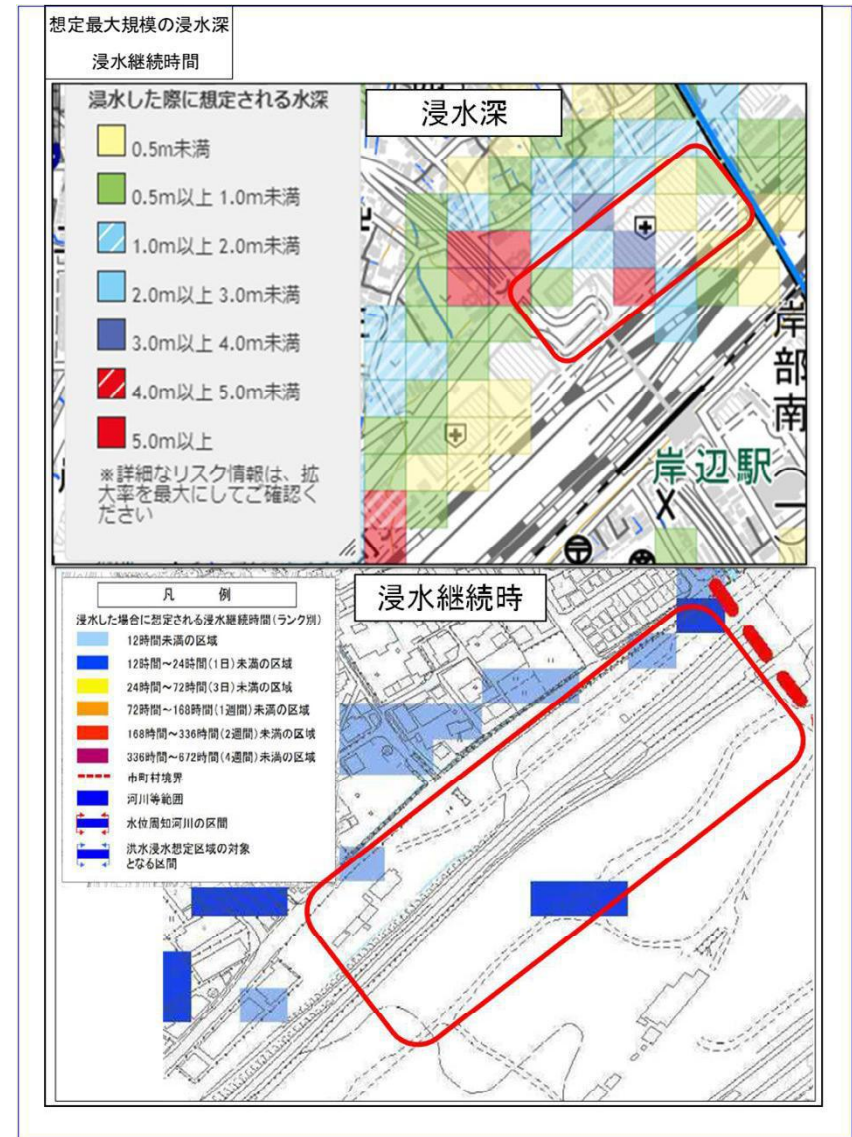 想定最大規模の浸水深
浸水継続時間
浸水した際に想定される水深
0.5m未満
0.5m以上 1.0m未満
1.0m以上 2.0m未満
2.0m以上 3.0m未満
3.0m以上 4.0m未満
4.0m以上 5.0m未満
5.0m以上
※詳細なリスク情報は、拡
大率を最大にしてご確認く
ださい
浸水深
岸部南
岸辺駅
浸水継続時
凡 例
浸水した場合に想定される浸水継続時間(ランク別)
12時間未満の区域
12時間～24時間(1日)未満の区域
24時間～72時間(3日)未満の区域
72時間～168時間(1週間)未満の区域
168時間～336時間(2週間)未満の区域
336時間～672時間(4週間)未満の区域
市町村境界
河川等範囲
水位周知河川の区間
洪水浸水想定区域の対象
となる区間